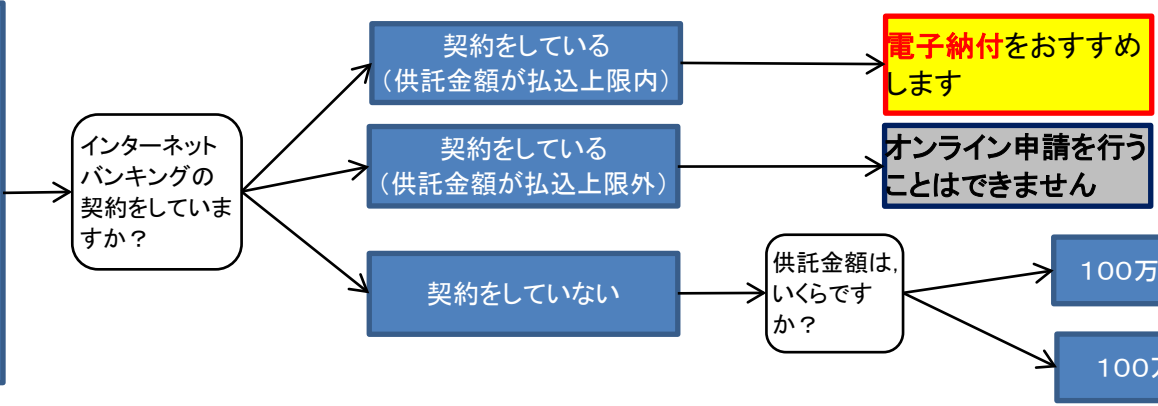 契約をしている
（供託金額が払込上限内）
電子納付をおすすめ
します
インターネット
バンキングの
契約をしていま
すか？
契約をしている
（供託金額が払込上限外）
オンライン申請を行う
ことはできません
契約をしていない
供託金額は，
いくらです
か？
１００万
１００